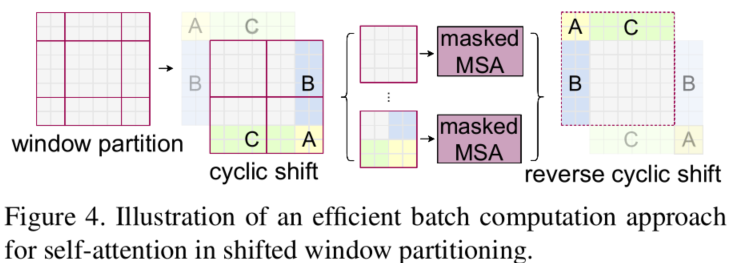 A C
B
B
C A
window partition
cyclic shift
masked
MSA
⋮
masked
MSA
A C
B B
C A
reverse cyclic shift
Figure 4. Illustration of an efficient batch computation approach
for self-attention in shifted window partitioning.